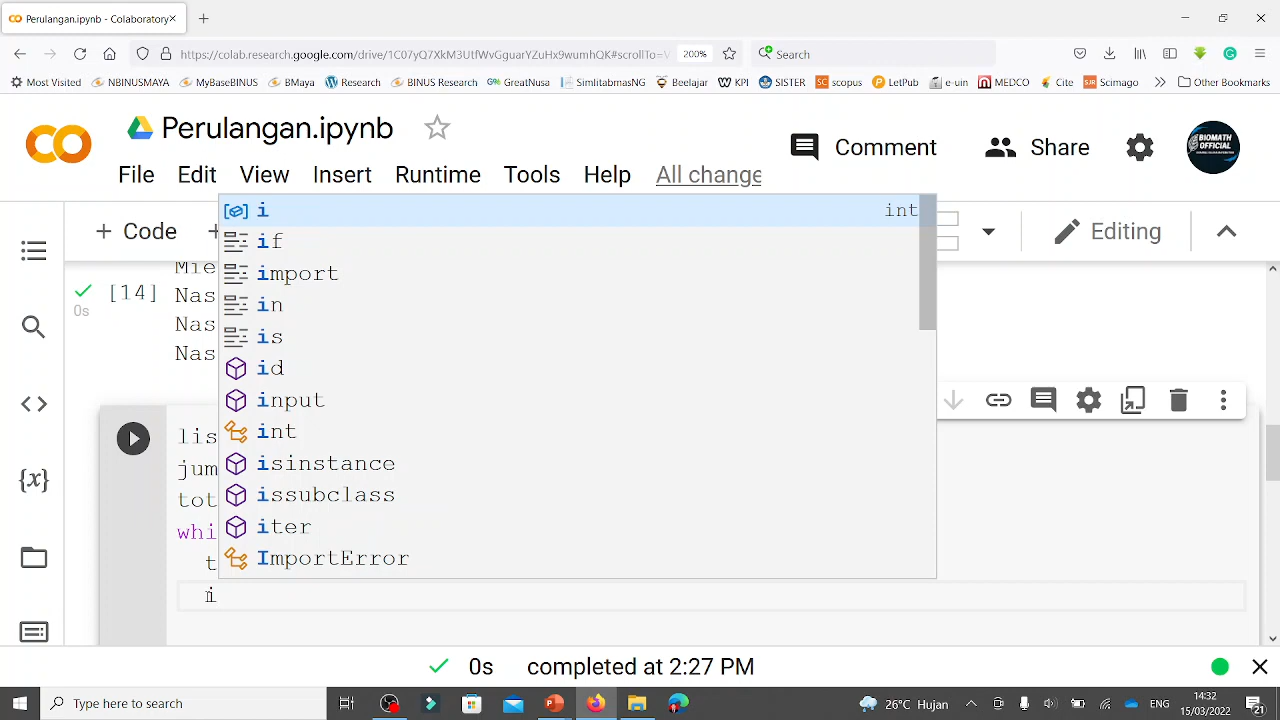 Perulangan.ipynb - Colaboratory
https://colab.research.google.com/drive/1C07yQ7XkM3UtfWvGguarYZuHx9wumhQK#scrollTo=V
200%
Search
Most Visited
NBINUSMAYA
MyBaseBINUS
BMaya
Research
BINUS Research
GreatNusa
SimlitabmasNG
Beelajar
KPI
SISTER
scopus
LetPub
e-uin
MEDCO
Cite
Scimago
Other Bookmarks
Perulangan.ipynb
Comment
Share
BIOMATH
OFFICIAL
File Edit View Insert Runtime Tools Help All change
+ Code +
Editing
i int
if
import
in
is
id
input
int
isinstance
issubclass
iter
ImportError
Mie
[14] Nas
0s
Nas
Nas
lis
jum
tot
whi
t
i
{x}
0s completed at 2:27 PM
Type here to search
26°C Hujan
ENG
14:32
15/03/2022
21